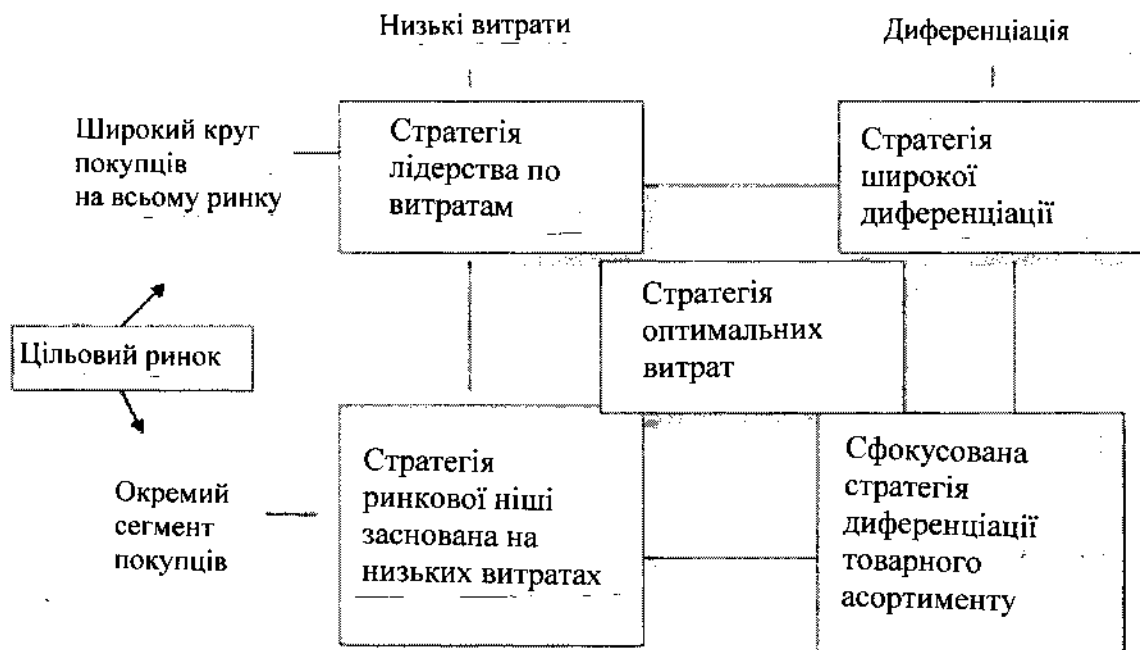 Низькі витрати
Диференціація
Широкий круг
покупців
на всьому ринку
Стратегія
лідерства по
витратам
Стратегія
широкої
диференціації
Стратегія
оптимальних
витрат
Цільовий ринок
Окремий
сегмент
покупців
Стратегія
ринкової ніші
заснована на
низьких витратах
Сфокусована
стратегія
диференціації
товарного
асортименту